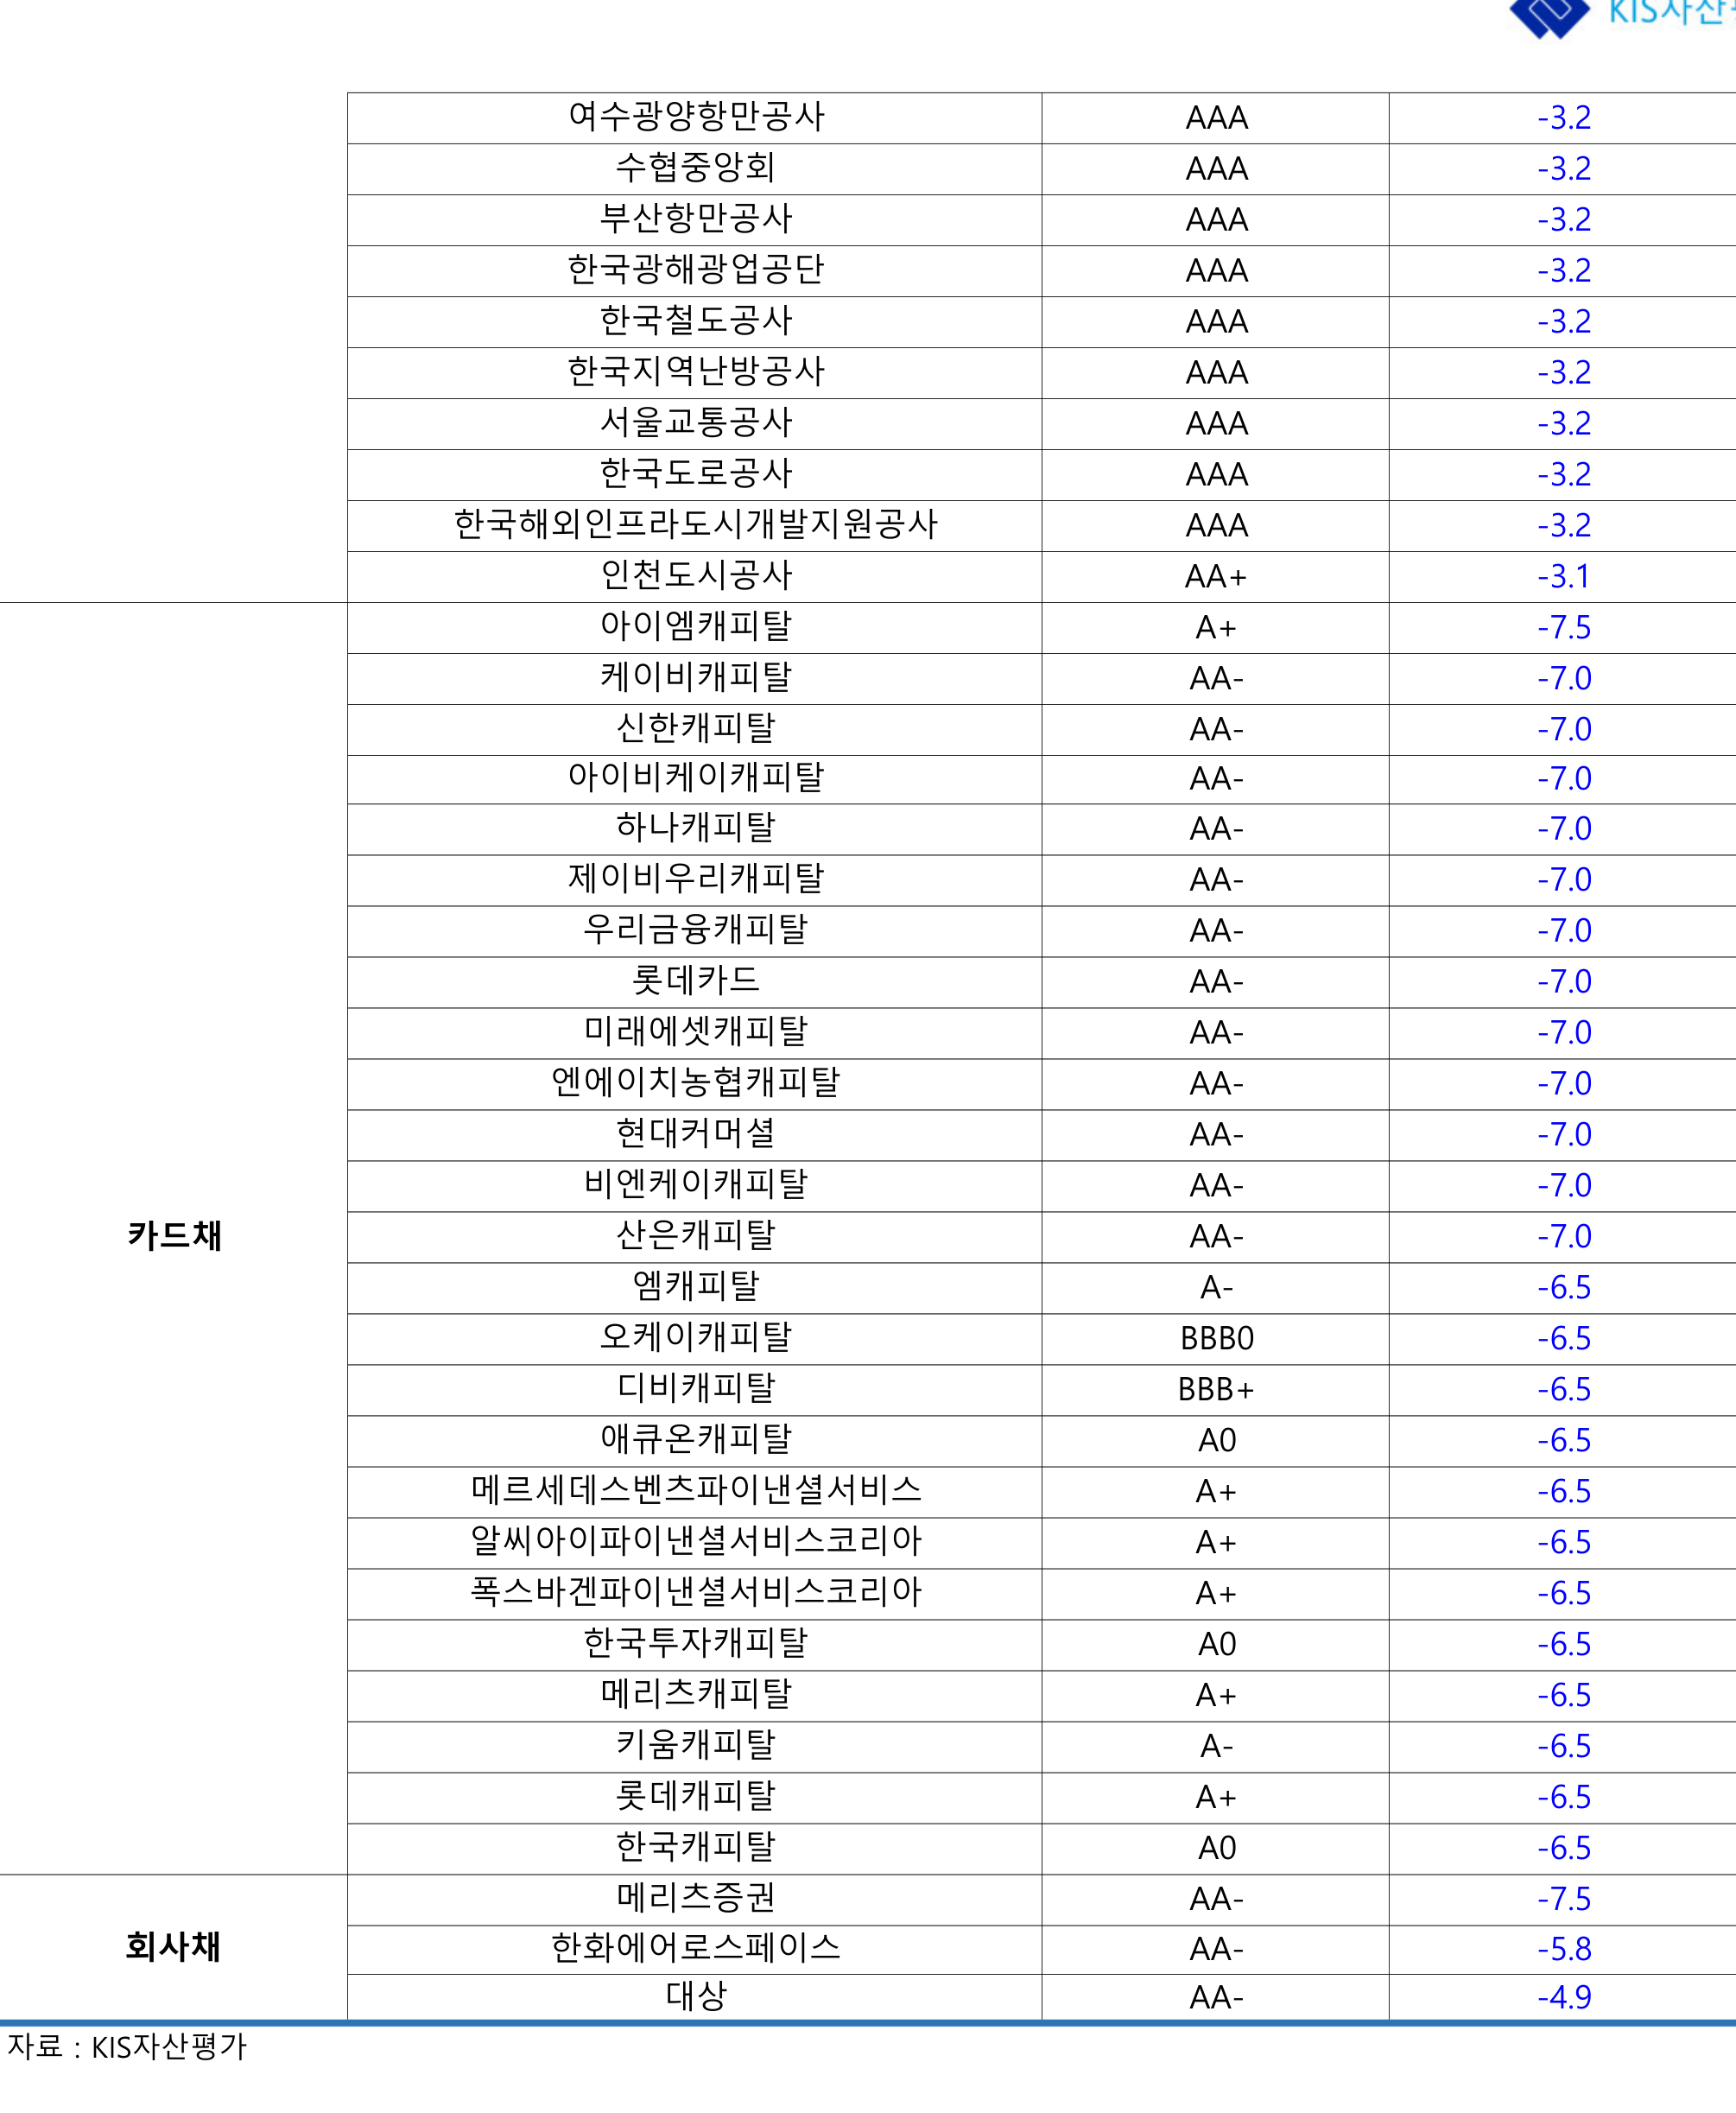 KIS자산
여수광양항만공사 AAA -3.2
수협중앙회 AAA -3.2
부산항만공사 AAA -3.2
한국광해광업공단 AAA -3.2
한국철도공사 AAA -3.2
한국지역난방공사 AAA -3.2
서울교통공사 AAA -3.2
한국도로공사 AAA -3.2
한국해외인프라도시개발지원공사 AAA -3.2
인천도시공사 AA+ -3.1
아이엠캐피탈 A+ -7.5
케이비캐피탈 AA- -7.0
신한캐피탈 AA- -7.0
아이비케이캐피탈 AA- -7.0
하나캐피탈 AA- -7.0
제이비우리캐피탈 AA- -7.0
우리금융캐피탈 AA- -7.0
롯데카드 AA- -7.0
미래에셋캐피탈 AA- -7.0
엔에이치농협캐피탈 AA- -7.0
현대커머셜 AA- -7.0
비엔케이캐피탈 AA- -7.0
카드채 산은캐피탈 AA- -7.0
엠캐피탈 A- -6.5
오케이캐피탈 BBB0 -6.5
디비캐피탈 BBB+ -6.5
애큐온캐피탈 A0 -6.5
메르세데스벤츠파이낸셜서비스 A+ -6.5
알씨아이파이낸셜서비스코리아 A+ -6.5
폭스바겐파이낸셜서비스코리아 A+ -6.5
한국투자캐피탈 A0 -6.5
메리츠캐피탈 A+ -6.5
키움캐피탈 A- -6.5
롯데캐피탈 A+ -6.5
한국캐피탈 A0 -6.5
메리츠증권 AA- -7.5
회사채 한화에어로스페이스 AA- -5.8
대상 AA- -4.9
자료 : KIS자산평가